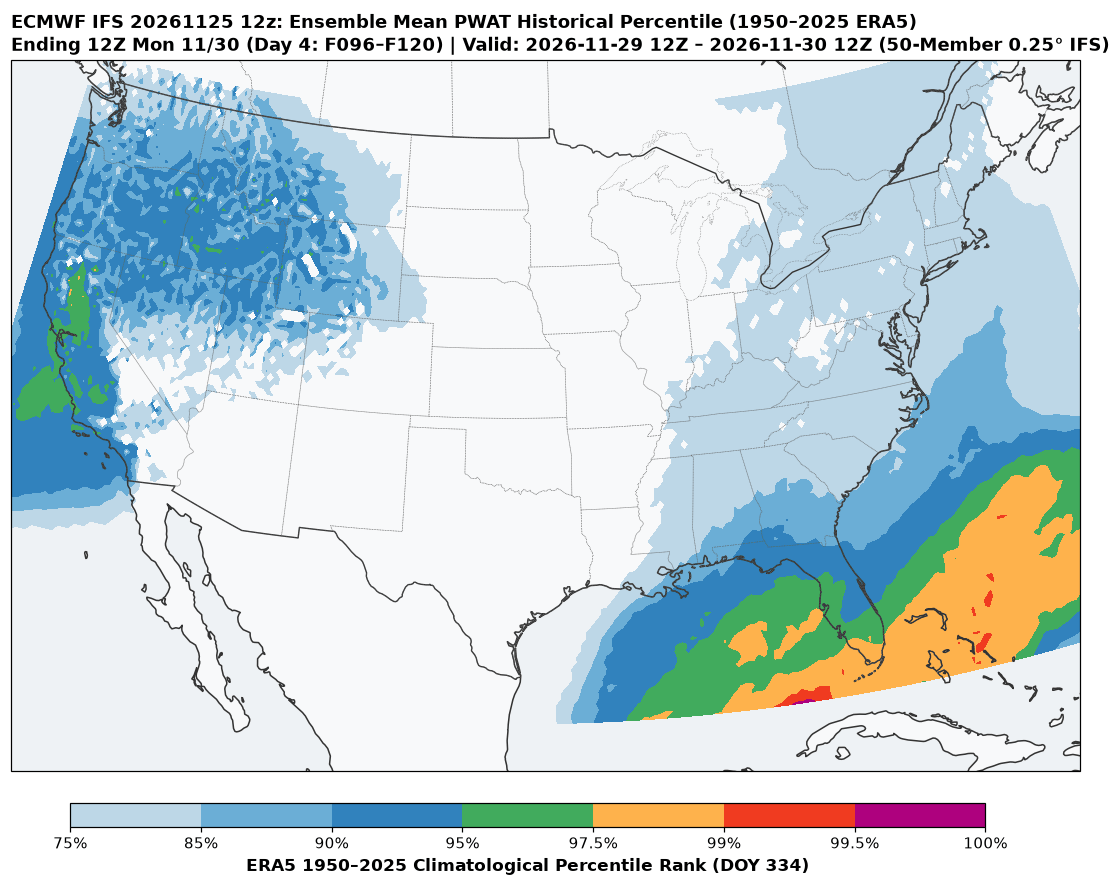 ECMWF IFS 20261125 12z: Ensemble Mean PWAT Historical Percentile (1950–2025 ERA5)
Ending 12Z Mon 11/30 (Day 4: F096–F120) | Valid: 2026-11-29 12Z – 2026-11-30 12Z (50-Member 0.25° IFS)
75% 85% 90% 95% 97.5% 99% 99.5% 100%
ERA5 1950–2025 Climatological Percentile Rank (DOY 334)